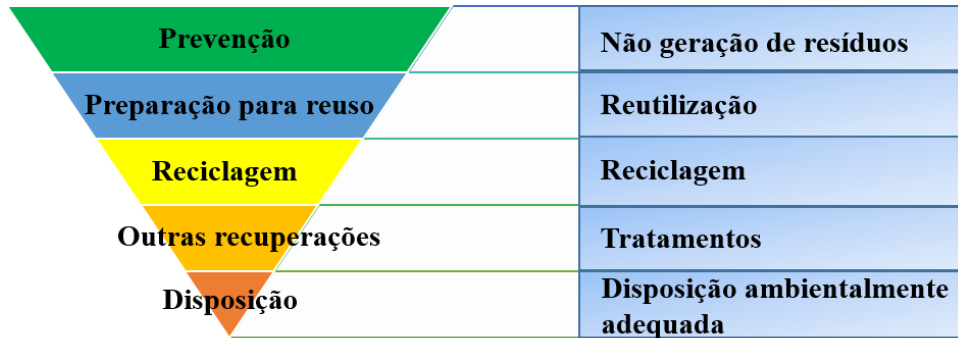 Prevenção
Não geração de resíduos
Preparação para reuso
Reutilização
Reciclagem
Reciclagem
Outras recuperações
Tratamentos
Disposição
Disposição ambientalmente
adequada